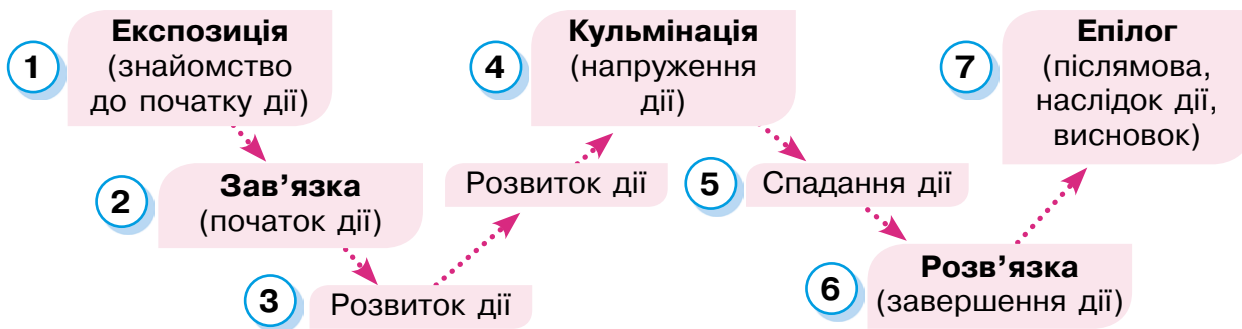 1
Експозиція
(знайомство
до початку дії)
2
Зав’язка
(початок дії)
3
Розвиток дії
Розвиток дії
4
Кульмінація
(напруження
дії)
5
Спадання дії
6
Розв’язка
(завершення дії)
7
Епілог
(післямова,
наслідок дії,
висновок)